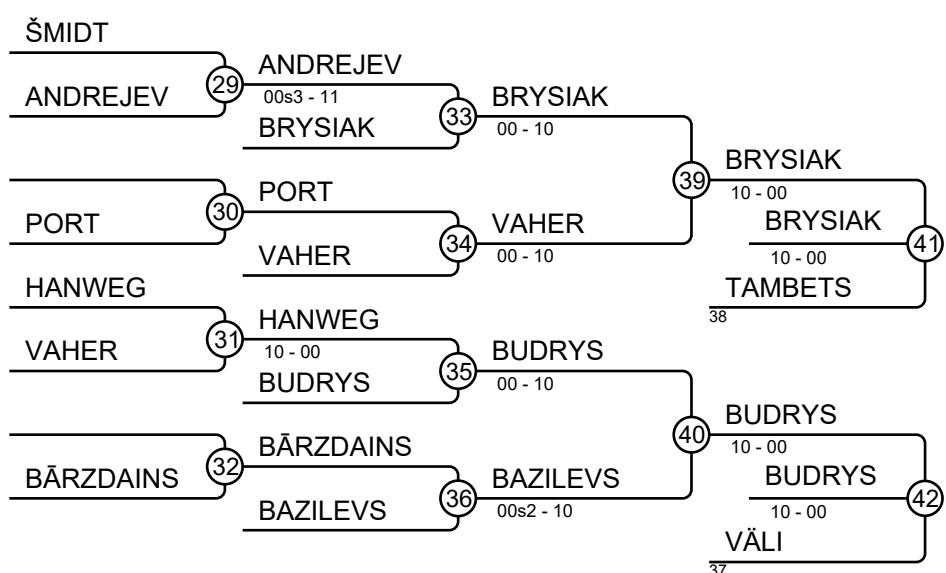 ŠMIDT
ANDREJEV
29
ANDREJEV
00s3 - 11
BRYSIAK
33
BRYSIAK
00 - 10
PORT
30
PORT
VAHER
34
VAHER
00 - 10
39
BRYSIAK
10 - 00
BRYSIAK
10 - 00
41
TAMBETS
38
HANWEG
VAHER
31
HANWEG
10 - 00
BUDRYS
35
BUDRYS
00 - 10
BĀRZDAINS
32
BĀRZDAINS
BAZILEVS
36
BAZILEVS
00s2 - 10
40
BUDRYS
10 - 00
BUDRYS
10 - 00
42
VÄLI
37